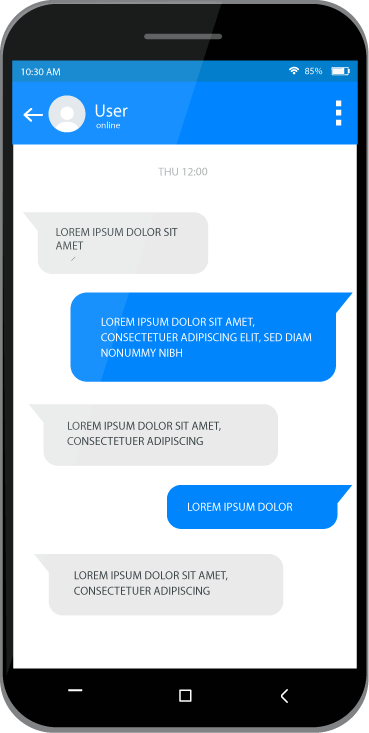 10:30 AM 85%
User
online
THU 12:00
LOREM IPSUM DOLOR SIT
AMET
LOREM IPSUM DOLOR SIT AMET,
CONSECTETUER ADIPISCING ELIT, SED DIAM
NONUMMY NIBH
LOREM IPSUM DOLOR SIT AMET,
CONSECTETUER ADIPISCING
LOREM IPSUM DOLOR
LOREM IPSUM DOLOR SIT AMET,
CONSECTETUER ADIPISCING